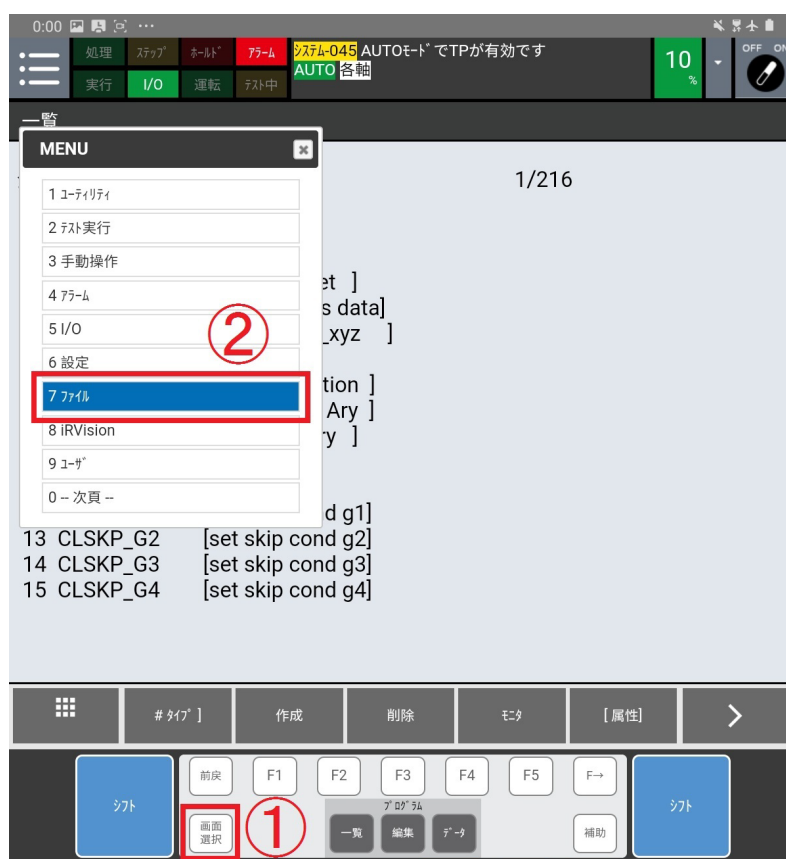 0:00
処理 ｽﾃｯﾌﾟ ﾎｰﾙﾄﾞ ｱﾗｰﾑ ｼｽﾃﾑ-045 AUTOﾓｰﾄﾞでTPが有効です
AUTO 各軸
実行 I/O 運転 ﾃｽﾄ中
10
%
OFF ON
一覧
MENU
1/216
1 ﾕｰﾃｨﾘﾃｨ
2 ﾃｽﾄ実行
3 手動操作
et ]
4 ｱﾗｰﾑ
s data]
5 I/O
②
_xyz ]
6 設定
tion ]
7 ﾌｧｲﾙ
Ary ]
8 iRVision
ry ]
9 ﾕｰｻﾞ
0 -- 次頁 --
d g1]
13 CLSKP_G2 [set skip cond g2]
14 CLSKP_G3 [set skip cond g3]
15 CLSKP_G4 [set skip cond g4]
# ﾀｲﾌﾟ ] 作成 削除 ﾓﾆﾀ [ 属性] >
前戻 F1 F2 F3 F4 F5 F→
ｼﾌﾄ
ﾌﾟﾛｸﾞﾗﾑ
ｼﾌﾄ
画面
選択
①
一覧 編集 ﾃﾞｰﾀ
補助